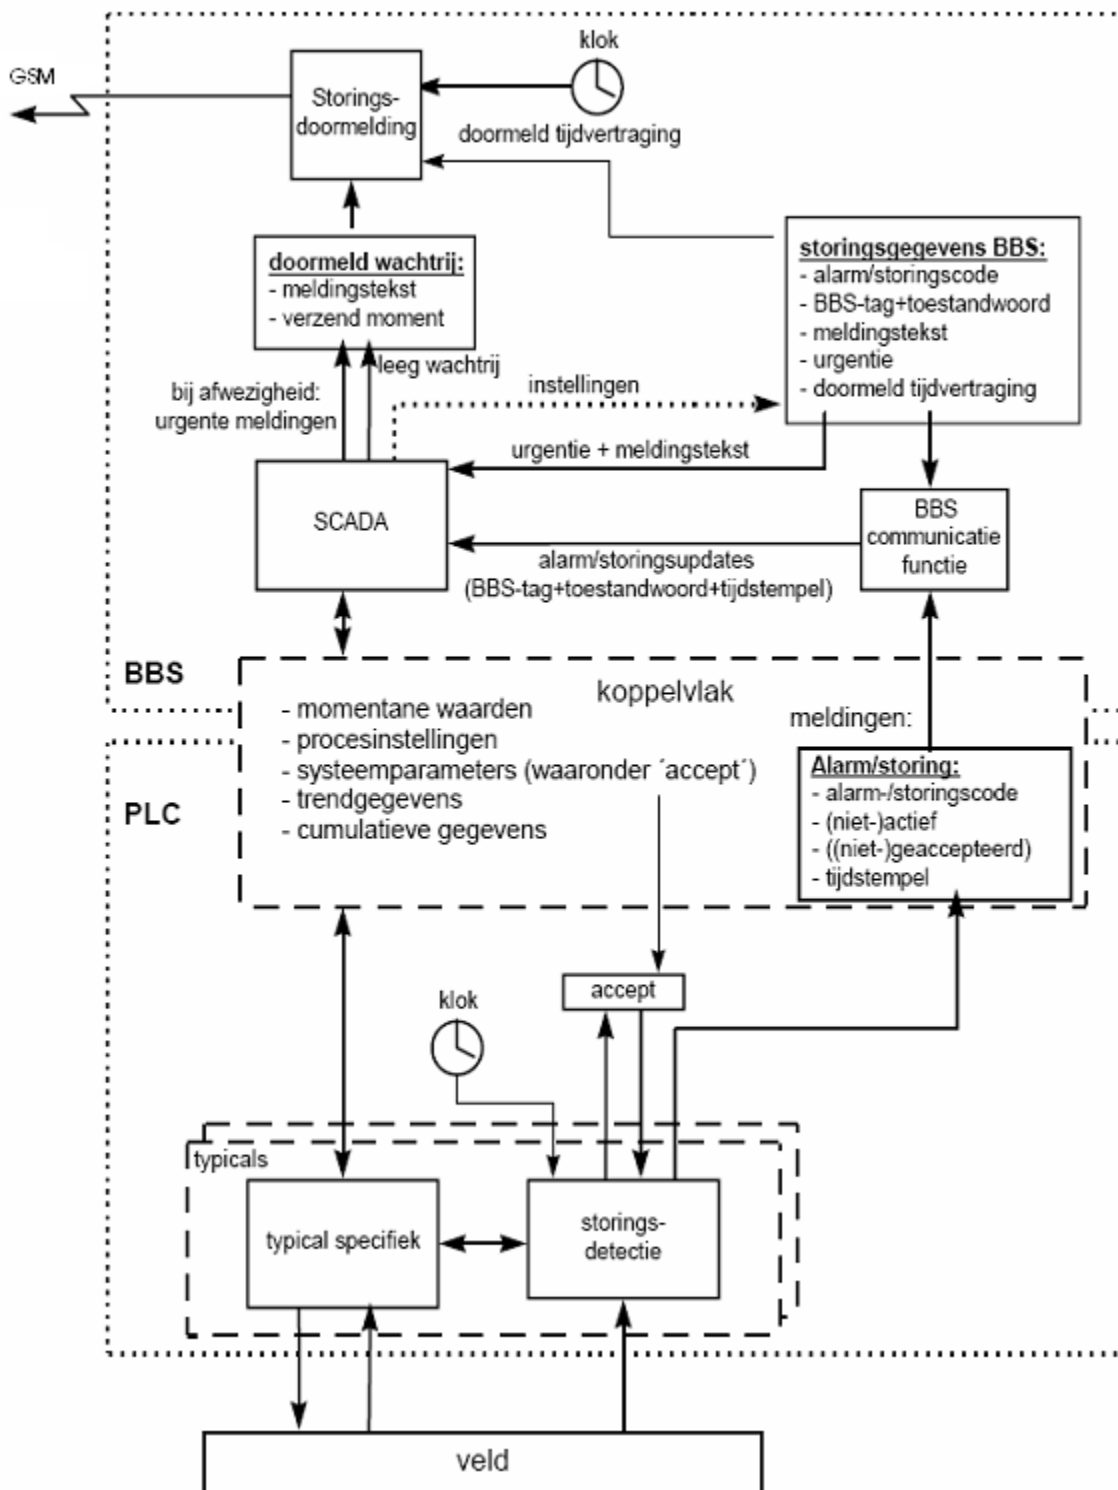 klok
GSM
Storings-
doormelding
doormeld tijdvertraging
doormeld wachtrij:
- meldingstekst
- verzend moment
storingsgegevens BBS:
- alarm/storingscode
- BBS-tag+toestandwoord
- meldingstekst
- urgentie
- doormeld tijdvertraging
leeg wachtrij
bij afwezigheid:
urgente meldingen
instellingen
urgentie + meldingstekst
SCADA
BBS
communicatie
functie
alarm/storingsupdates
(BBS-tag+toestandwoord+tijdstempel)
BBS
koppelvlak
- momentane waarden
- procesinstellingen
- systeemparameters (waaronder ´accept´)
- trendgegevens
- cumulatieve gegevens
meldingen:
Alarm/storing:
- alarm-/storingscode
- (niet-)actief
- ((niet-)geaccepteerd)
- tijdstempel
PLC
accept
klok
typicals
typical specifiek
storings-
detectie
veld